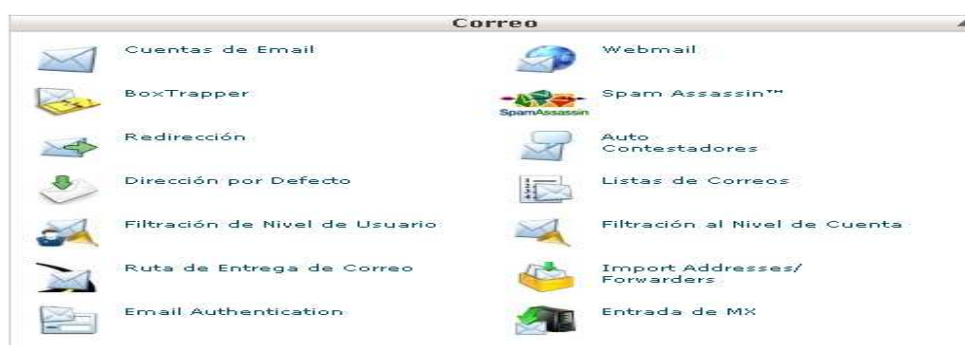 Correo
Cuentas de Email
Webmail
BoxTrapper
SpamAssassin
Spam Assassin™
Redirección
Auto
Contestadores
Dirección por Defecto
Listas de Correos
Filtración de Nivel de Usuario
Filtración al Nivel de Cuenta
Ruta de Entrega de Correo
Import Addresses/
Forwarders
Email Authentication
Entrada de MX